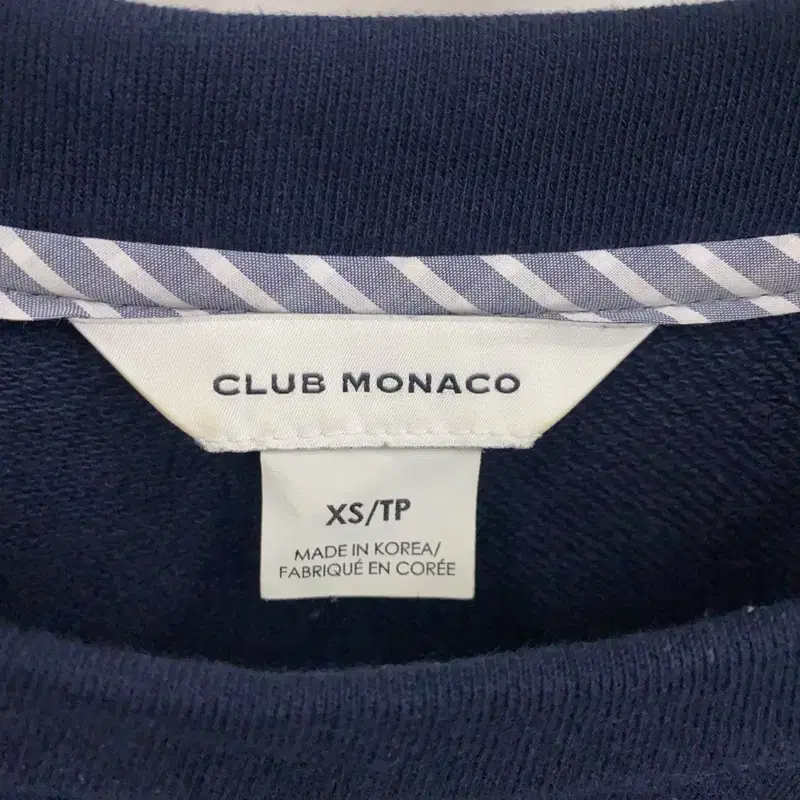 CLUB MONACO
XS/TP
MADE IN KOREA/
FABRIQUÉ EN CORÉE